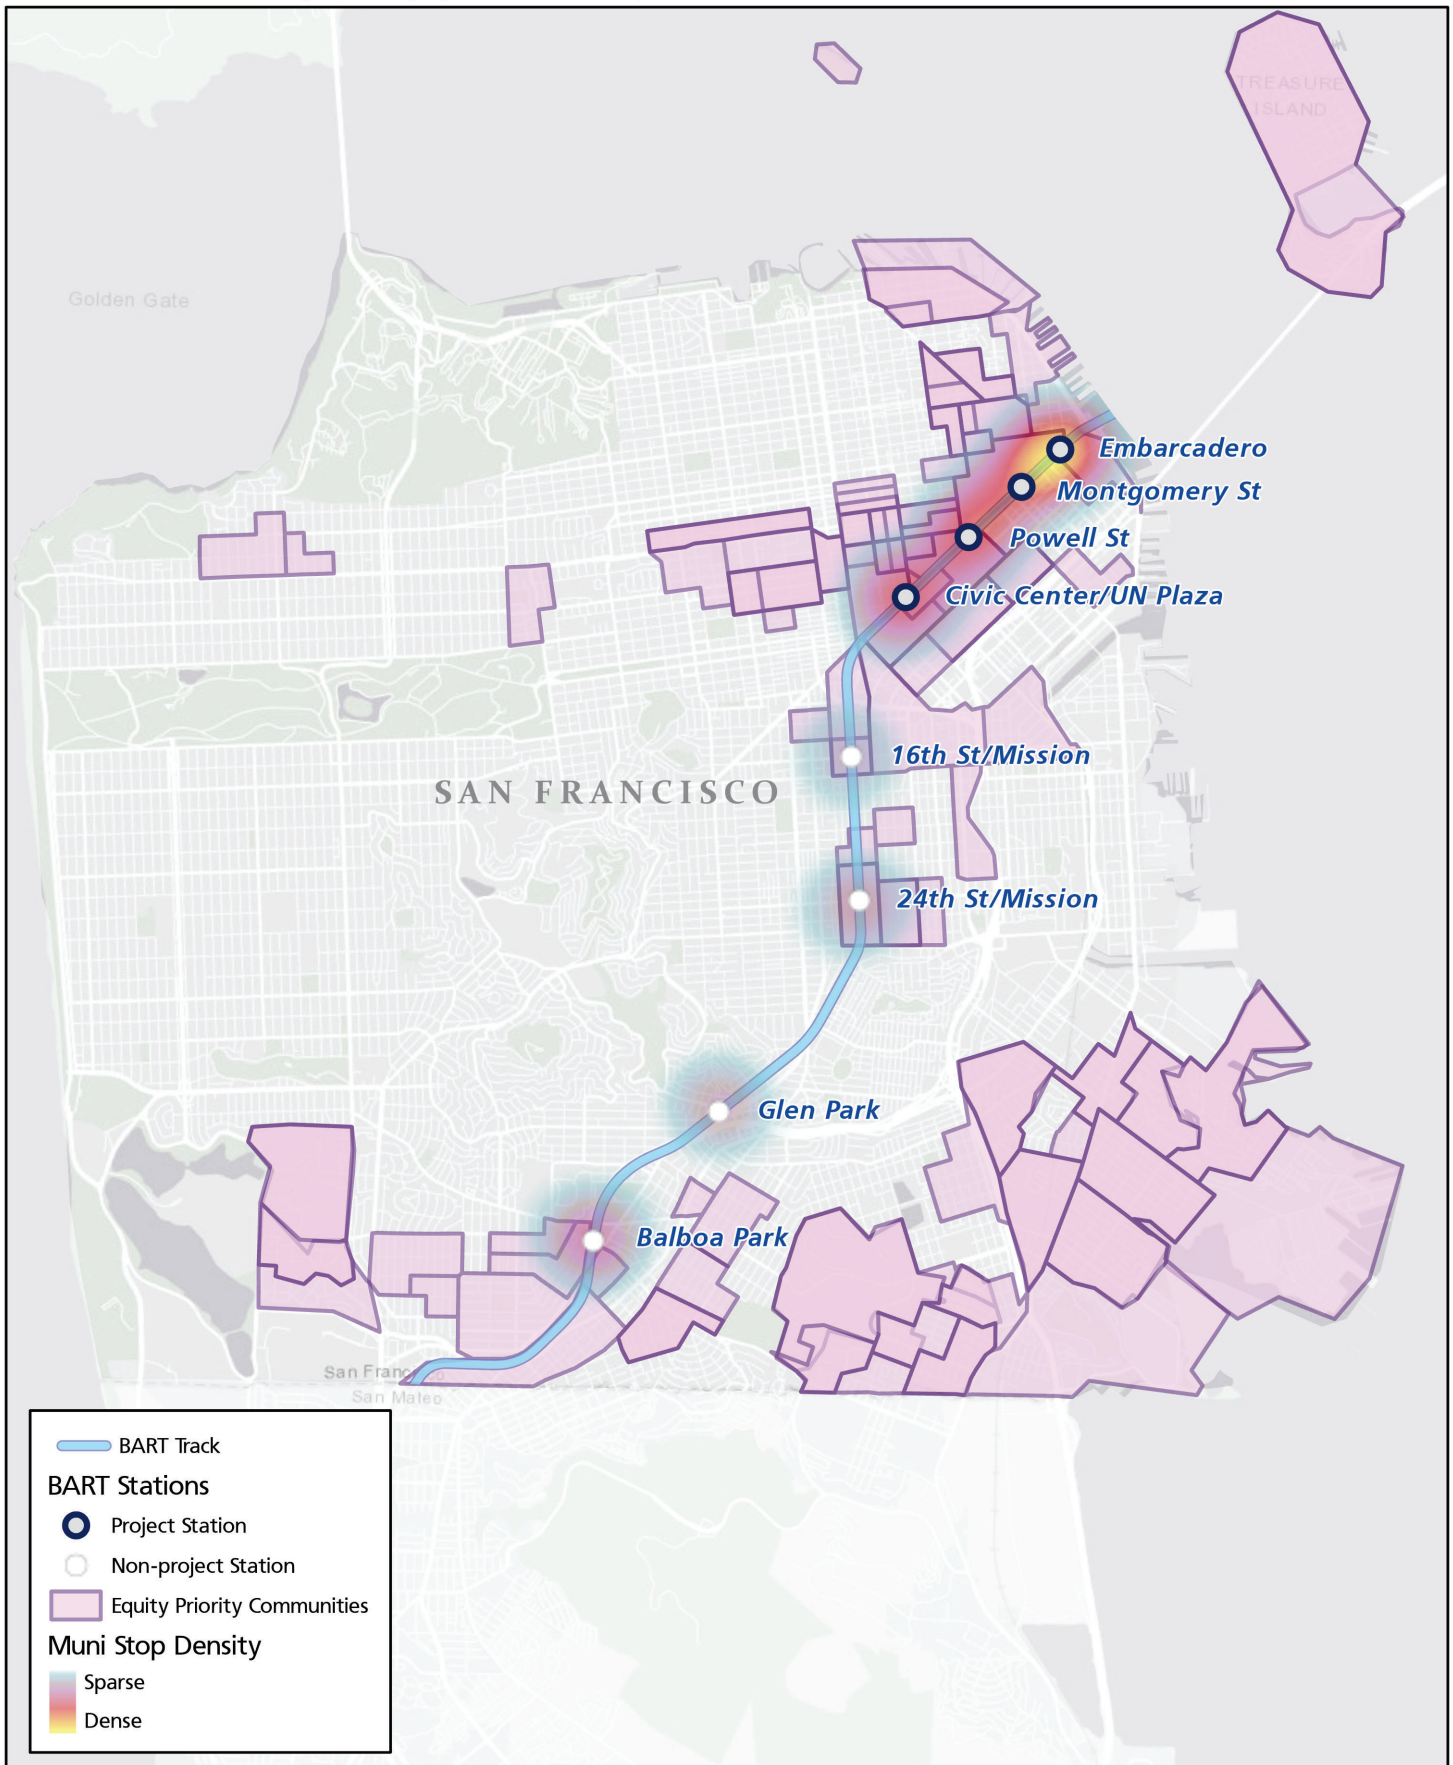 TREASURE
ISLAND
Golden Gate
Embarcadero
Montgomery St
Powell St
Civic Center/UN Plaza
16th St/Mission
SAN FRANCISCO
24th St/Mission
Glen Park
Balboa Park
San Francisco
San Mateo
BART Track
BART Stations
Project Station
Non-project Station
Equity Priority Communities
Muni Stop Density
Sparse
Dense